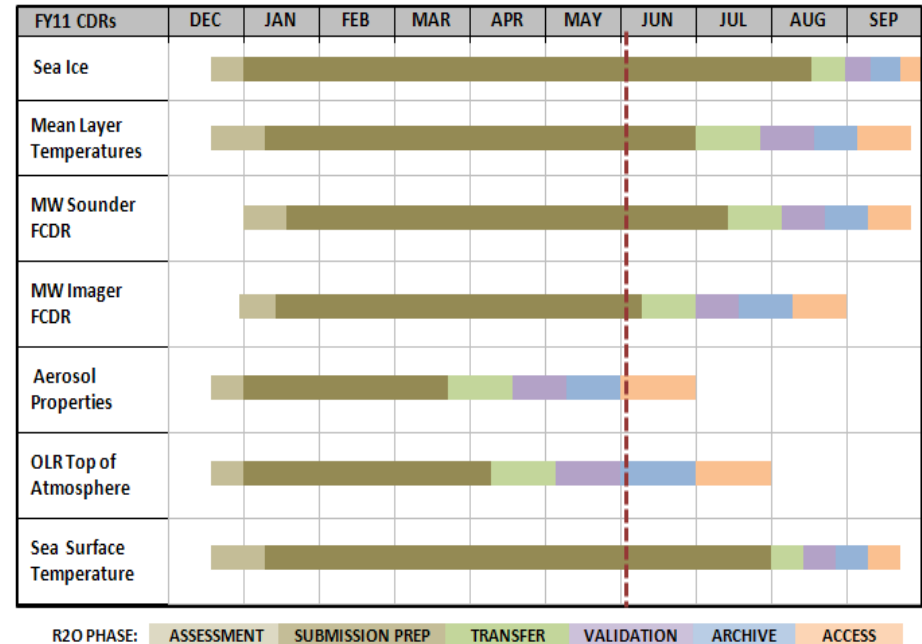 FY11 CDRs DEC JAN FEB MAR APR MAY JUN JUL AUG SEP
Sea Ice
Mean Layer
Temperatures
MW Sounder
FCDR
MW Imager
FCDR
Aerosol
Properties
OLR Top of
Atmosphere
Sea Surface
Temperature
R2O PHASE: ASSESSMENT SUBMISSION PREP TRANSFER VALIDATION ARCHIVE ACCESS